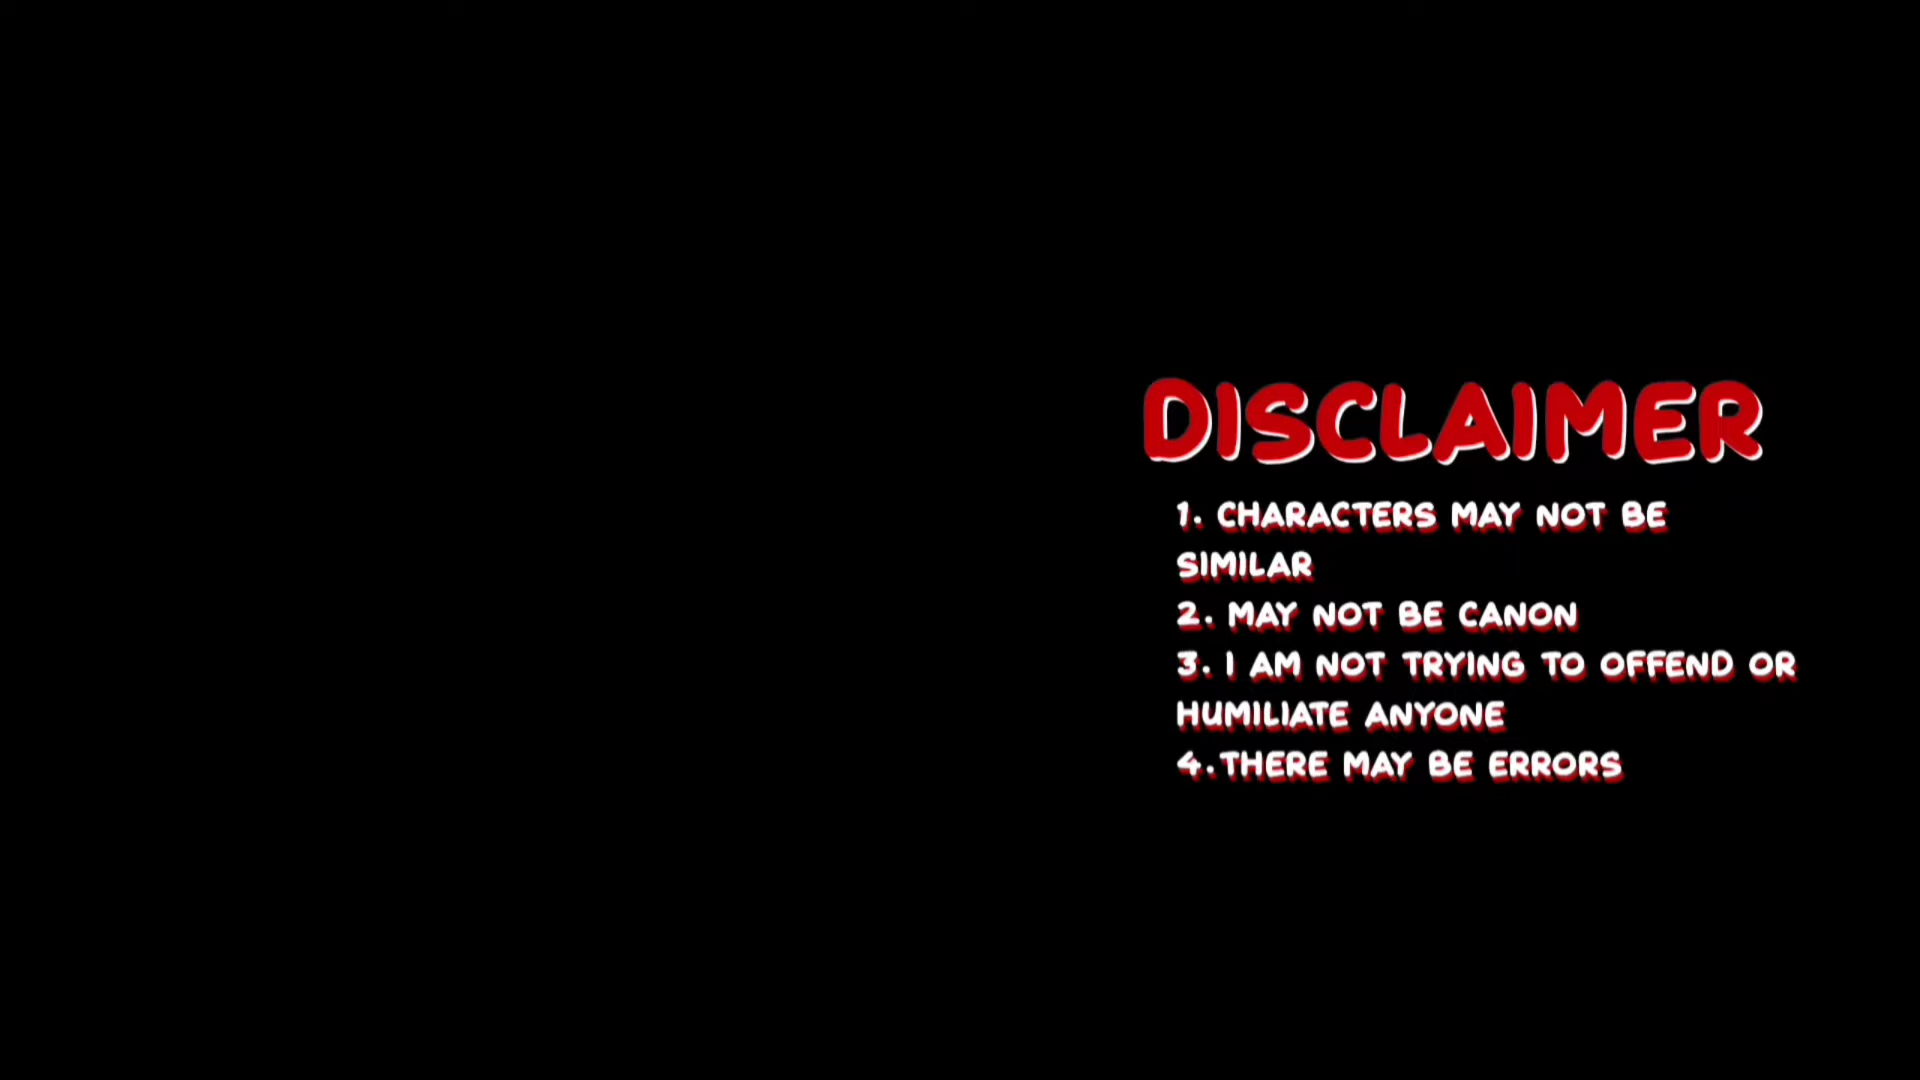 DISCLAIMER
1. CHARACTERS MAY NOT BE
SIMILAR
2. MAY NOT BE CANON
3. I AM NOT TRYING TO OFFEND OR
HUMILIATE ANYONE
4.THERE MAY BE ERRORS